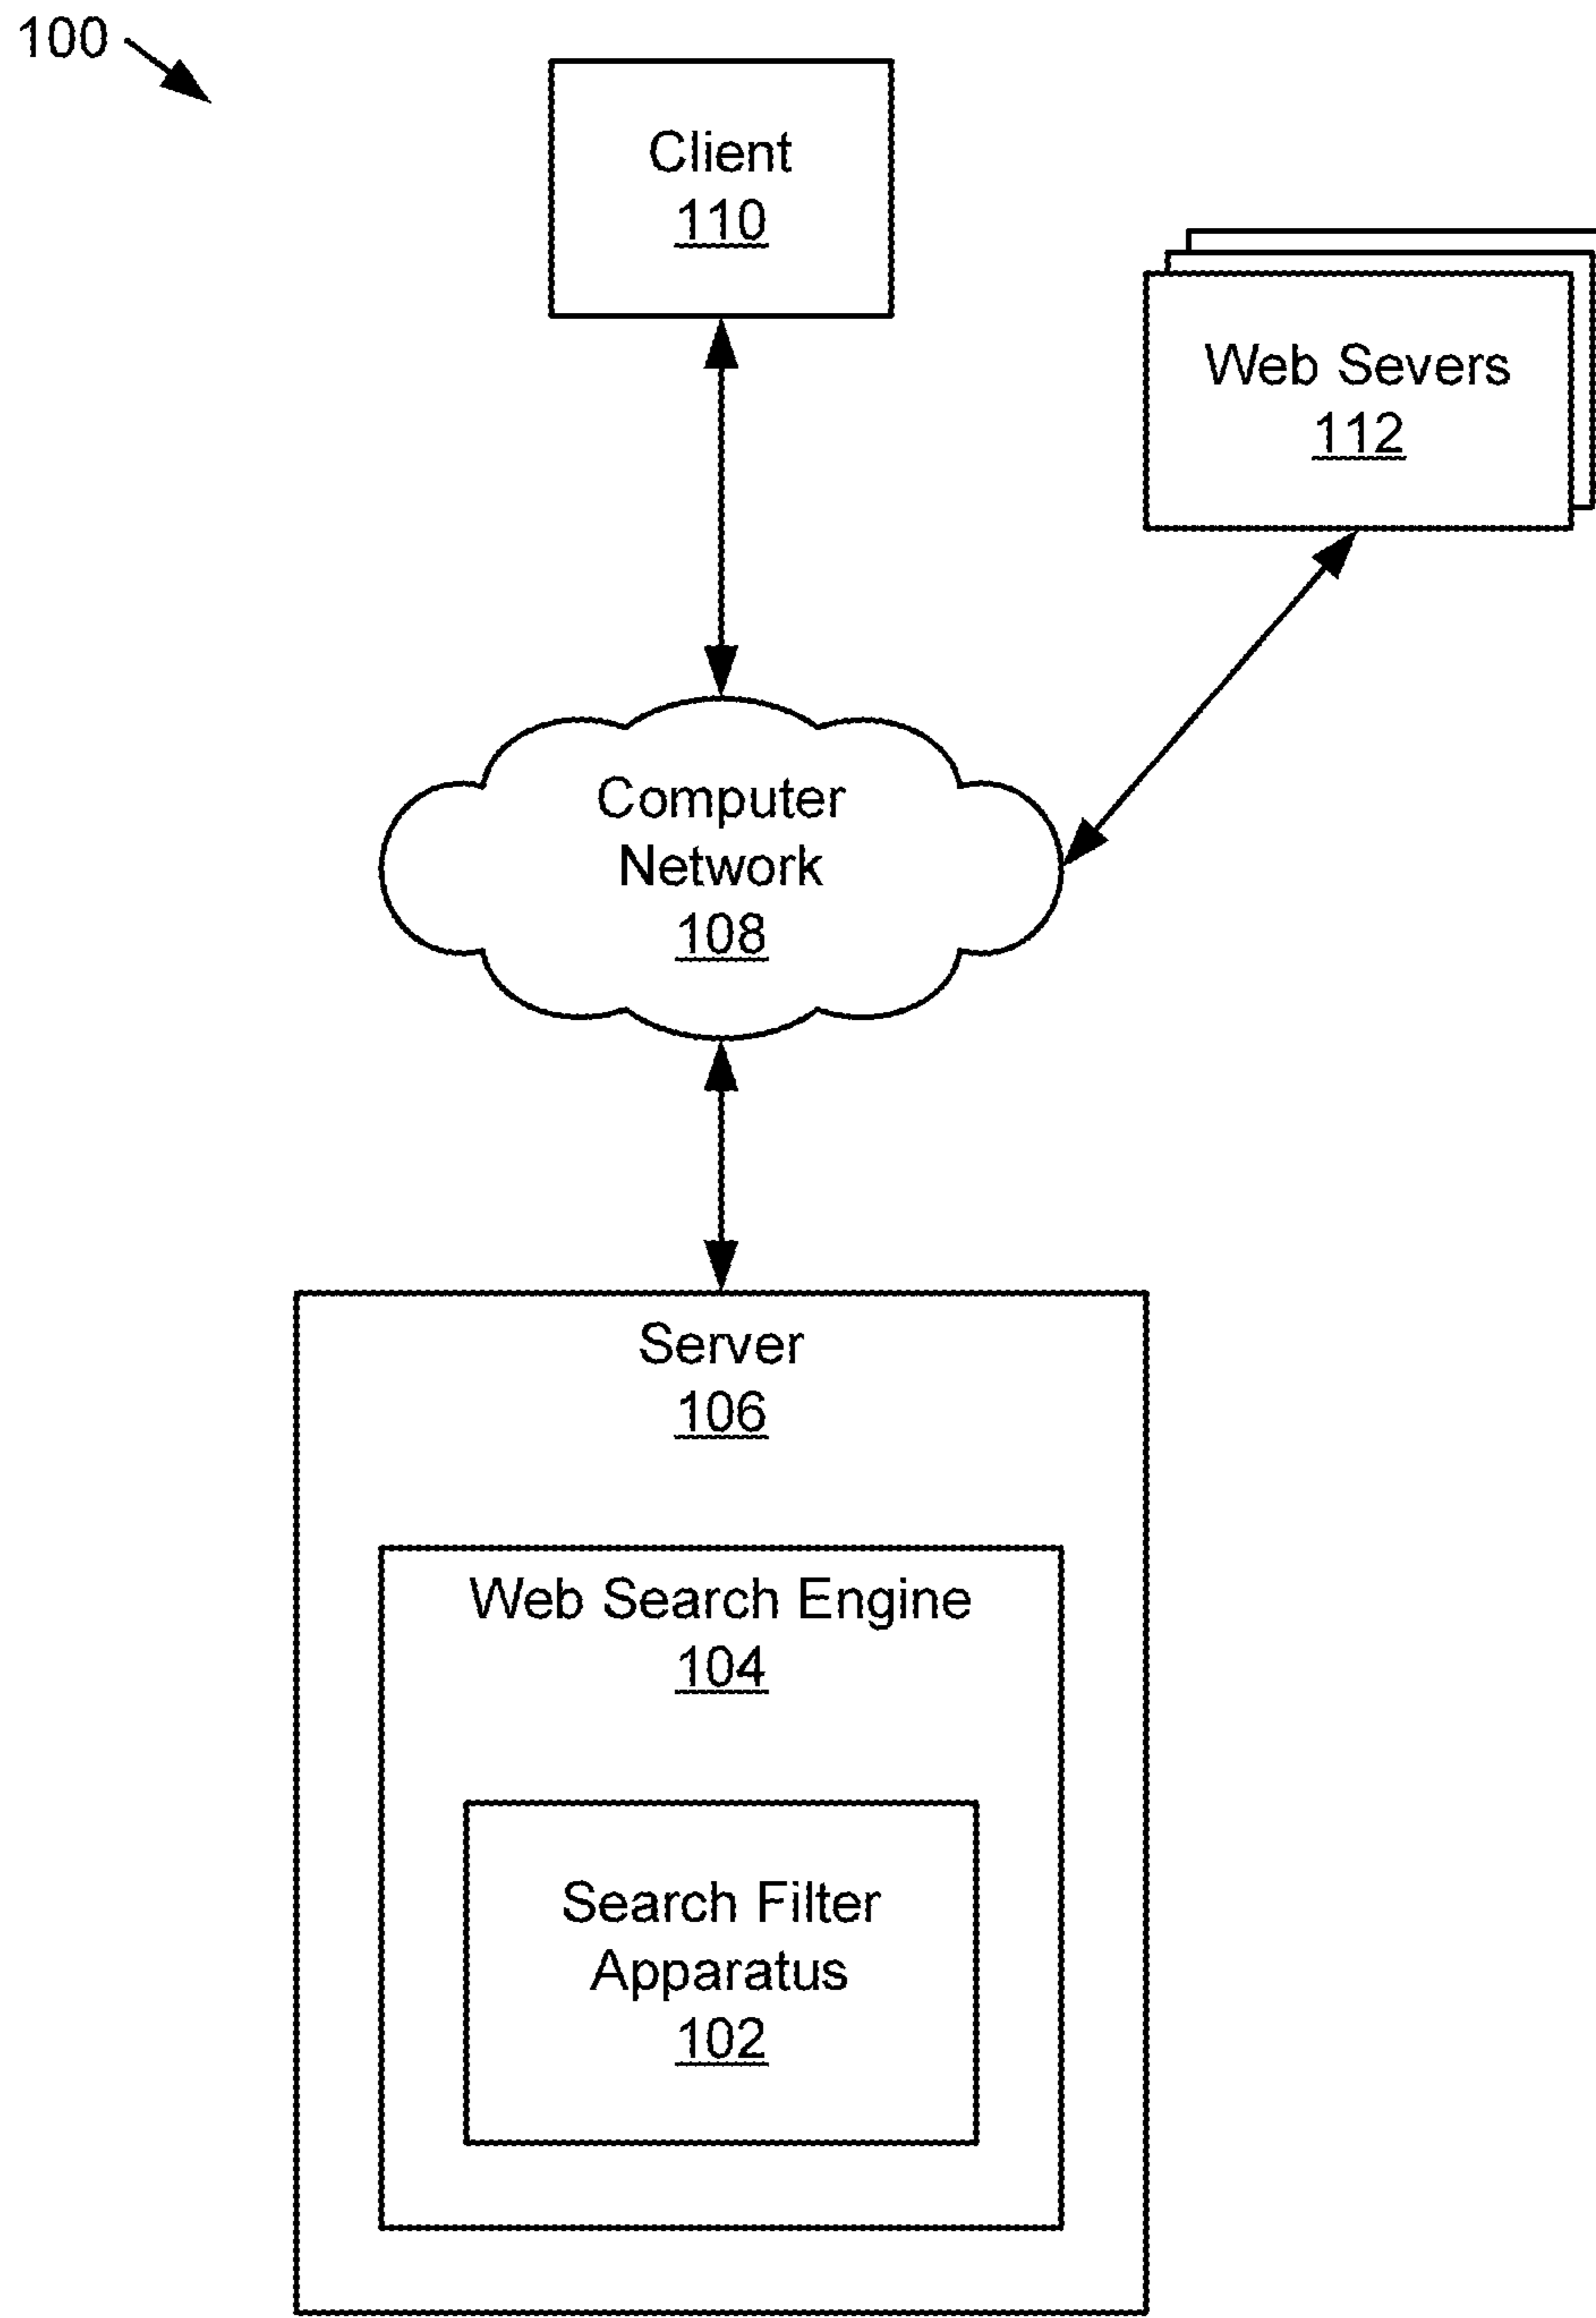 100
Client
110
Web Severs
112
Computer
Network
108
Server
106
Web Search Engine
104
Search Filter
Apparatus
102